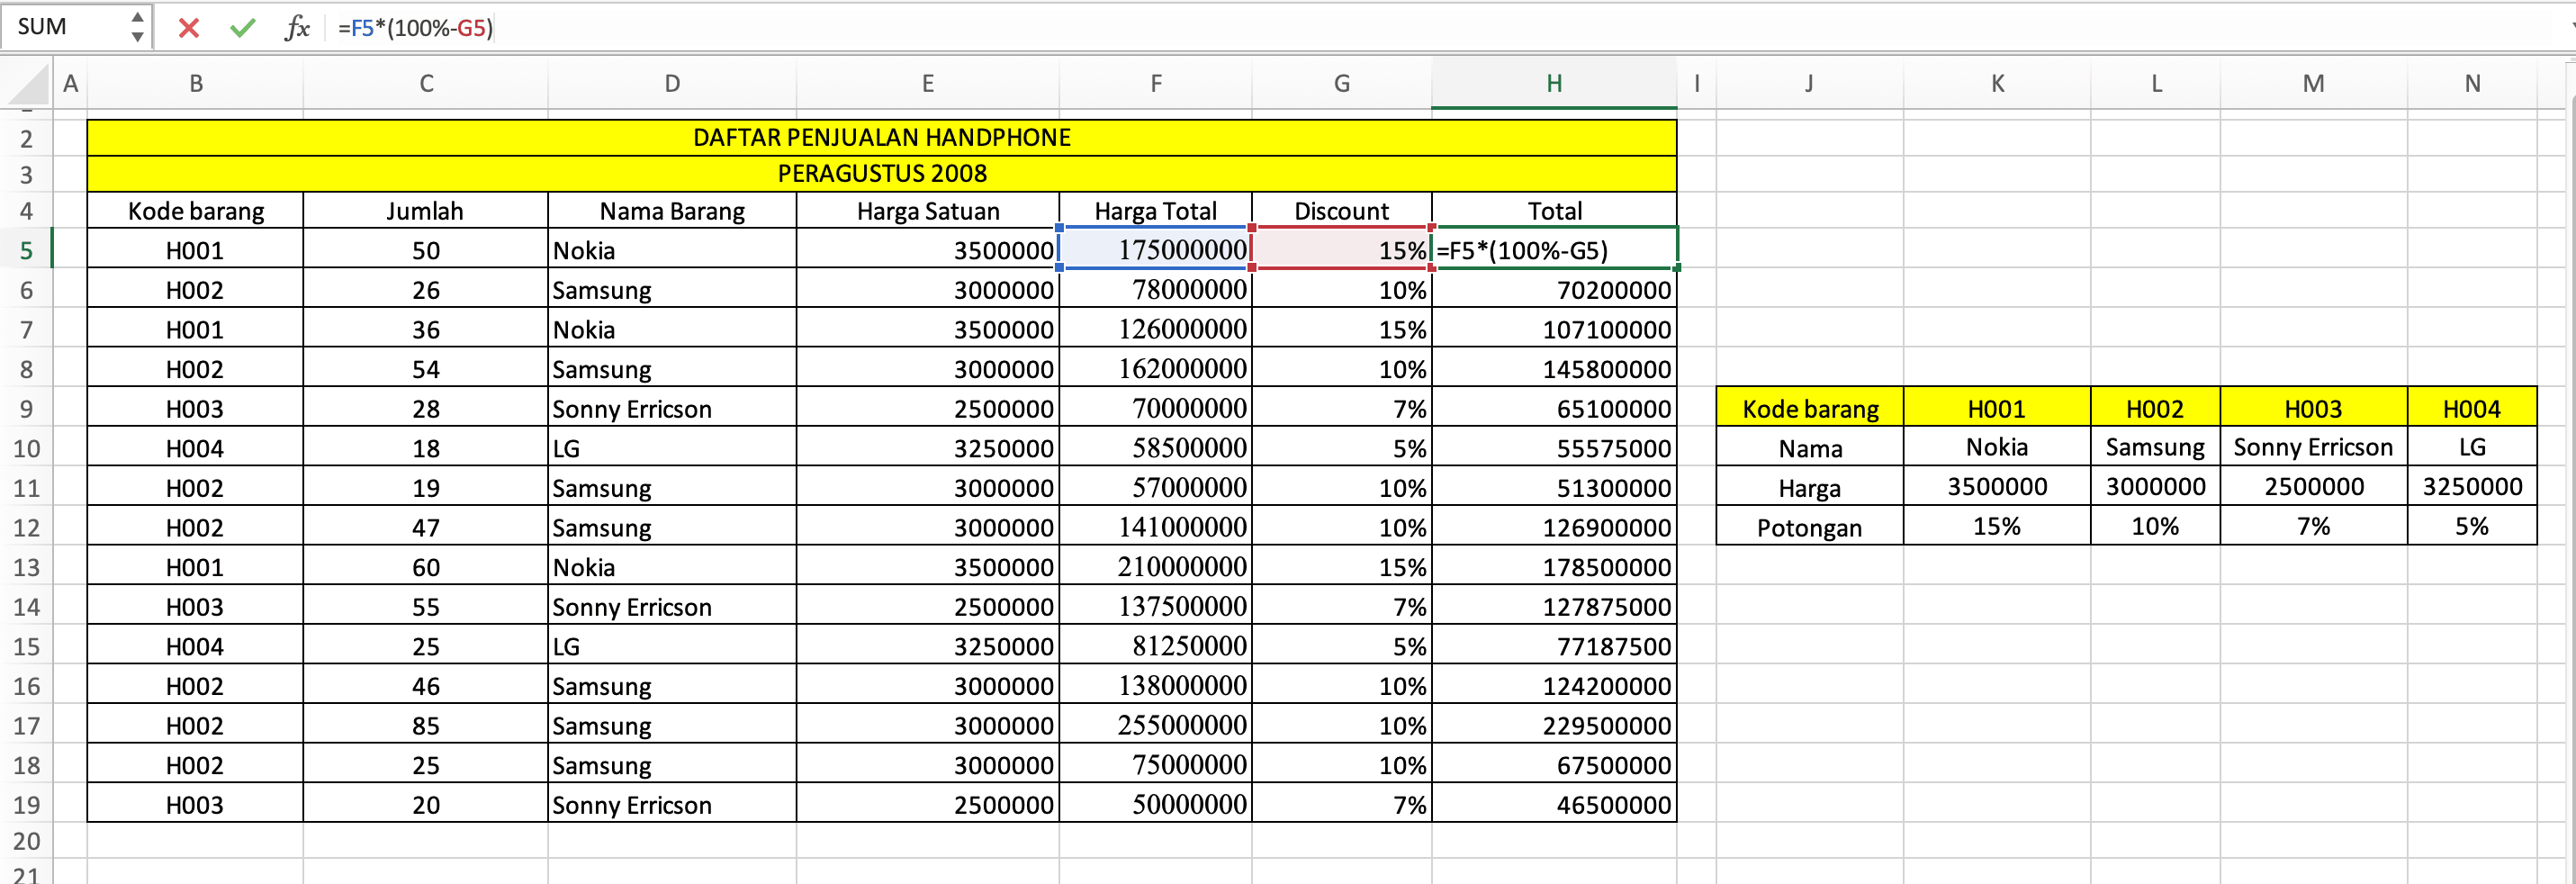 SUM fx =F5*(100%-G5)
A B C D E F G H I J K L M N
2 DAFTAR PENJUALAN HANDPHONE
3 PERAGUSTUS 2008
4 Kode barang Jumlah Nama Barang Harga Satuan Harga Total Discount Total
5 H001 50 Nokia 3500000 175000000 15% =F5*(100%-G5)
6 H002 26 Samsung 3000000 78000000 10% 70200000
7 H001 36 Nokia 3500000 126000000 15% 107100000
8 H002 54 Samsung 3000000 162000000 10% 145800000
9 H003 28 Sonny Erricson 2500000 70000000 7% 65100000 Kode barang H001 H002 H003 H004
10 H004 18 LG 3250000 58500000 5% 55575000 Nama Nokia Samsung Sonny Erricson LG
11 H002 19 Samsung 3000000 57000000 10% 51300000 Harga 3500000 3000000 2500000 3250000
12 H002 47 Samsung 3000000 141000000 10% 126900000 Potongan 15% 10% 7% 5%
13 H001 60 Nokia 3500000 210000000 15% 178500000
14 H003 55 Sonny Erricson 2500000 137500000 7% 127875000
15 H004 25 LG 3250000 81250000 5% 77187500
16 H002 46 Samsung 3000000 138000000 10% 124200000
17 H002 85 Samsung 3000000 255000000 10% 229500000
18 H002 25 Samsung 3000000 75000000 10% 67500000
19 H003 20 Sonny Erricson 2500000 50000000 7% 46500000
20
21